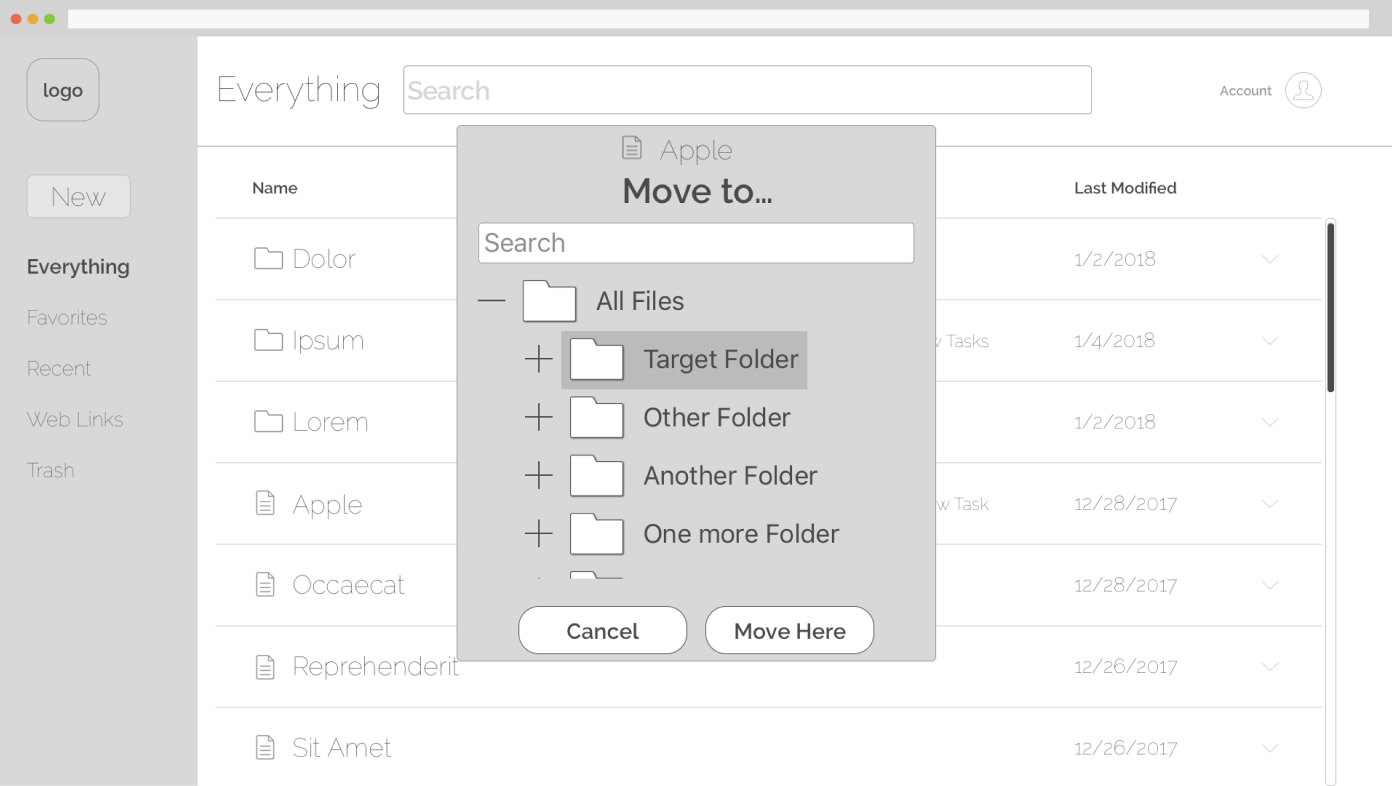 logo
Everything
Search
Account
New
Everything
Favorites
Recent
Web Links
Trash
Name
Last Modified
Dolor
1/2/2018
Ipsum
Tasks
1/4/2018
Lorem
1/2/2018
Apple
Task
12/28/2017
Occaecat
12/28/2017
Reprehenderit
12/26/2017
Sit Amet
12/26/2017
Apple
Move to...
Search
All Files
Target Folder
Other Folder
Another Folder
One more Folder
Cancel
Move Here